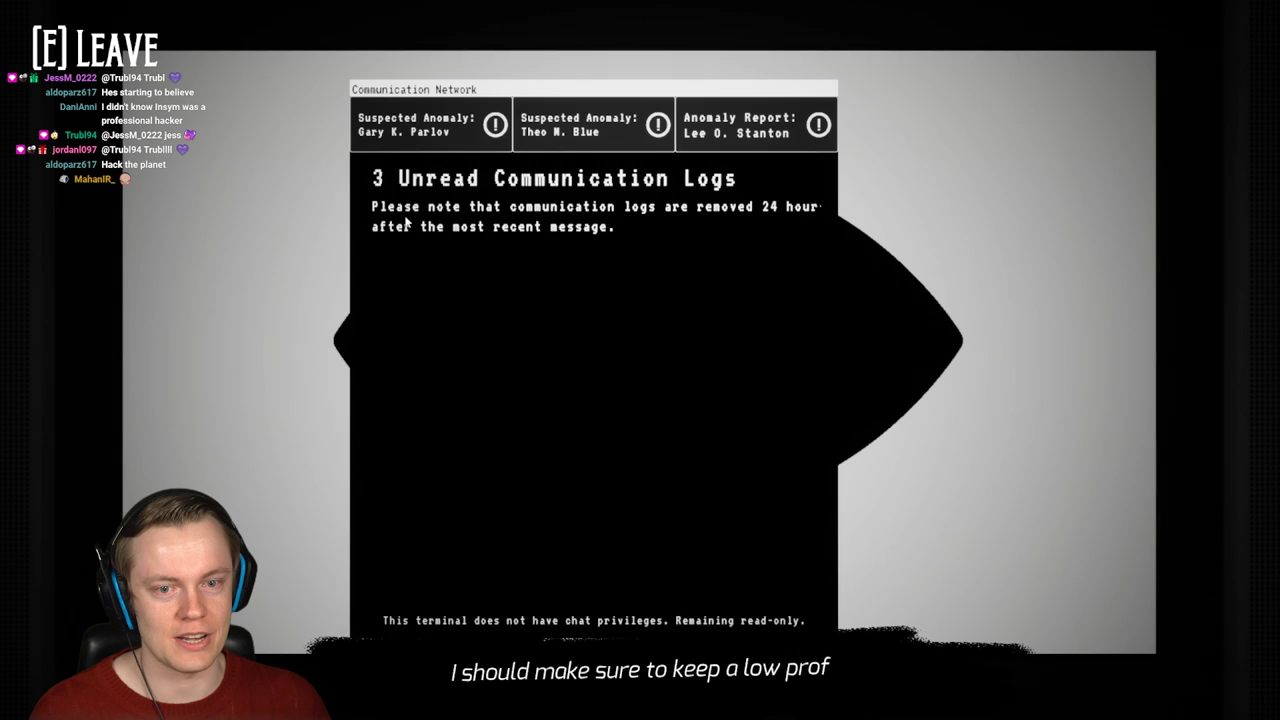 [E] LEAVE
JessM_0222 @Trubl94 Trubl
aldoparz617 Hes starting to believe
DaniAnni I didn't know Insym was a
professional hacker
Trubl94 @JessM_0222 jess
jordanl097 @Trubl94 Trubllll
aldoparz617 Hack the planet
MahanIR_
Communication Network
Suspected Anomaly:
Gary K. Parlov
Suspected Anomaly:
Theo M. Blue
Anomaly Report:
Lee O. Stanton
3 Unread Communication Logs
Please note that communication logs are removed 24 hour
after the most recent message.
This terminal does not have chat privileges. Remaining read-only.
I should make sure to keep a low prof